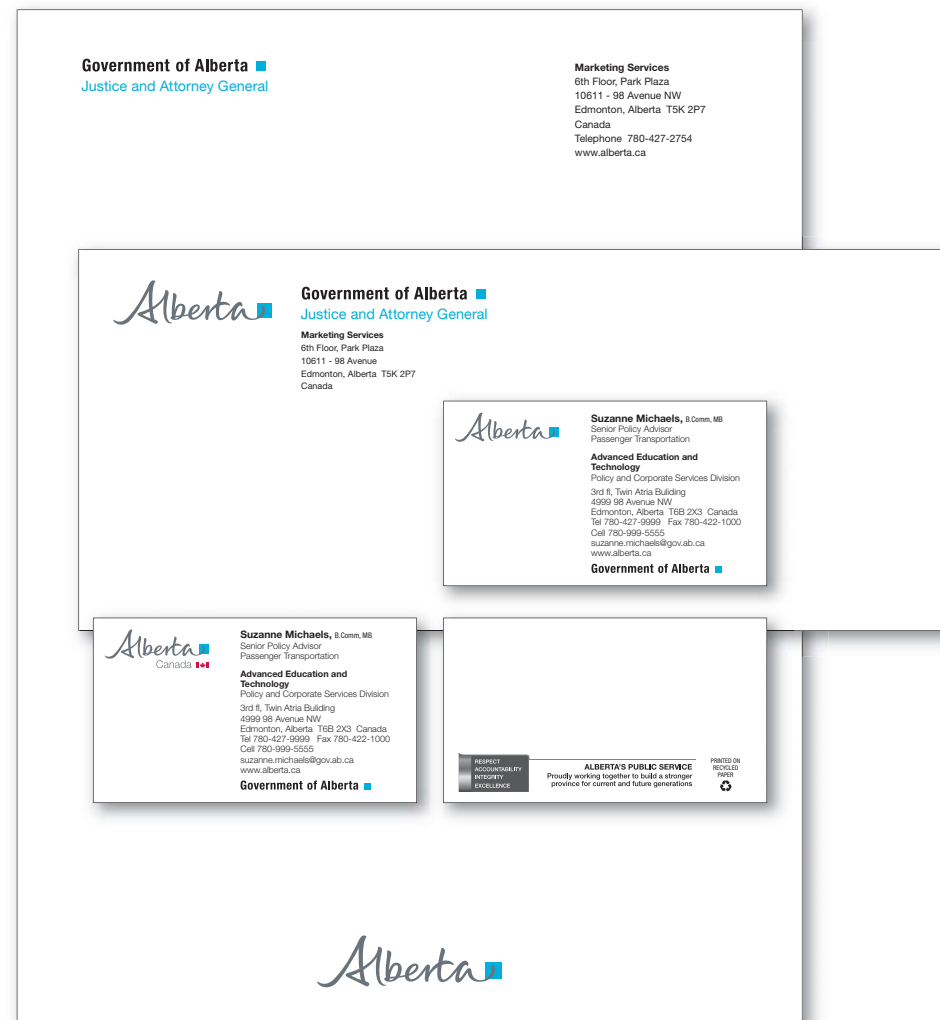 Government of Alberta
Justice and Attorney General
Marketing Services
6th Floor, Park Plaza
10611 - 98 Avenue NW
Edmonton, Alberta T5K 2P7
Canada
Telephone 780-427-2754
www.alberta.ca
Alberta
Government of Alberta
Justice and Attorney General
Marketing Services
6th Floor, Park Plaza
10611 - 98 Avenue
Edmonton, Alberta T5K 2P7
Canada
Alberta
Suzanne Michaels, B.Comm, MB
Senior Policy Advisor
Passenger Transportation
Advanced Education and
Technology
Policy and Corporate Services Division
3rd fl, Twin Atria Buliding
4999 98 Avenue NW
Edmonton, Alberta T6B 2X3 Canada
Tel 780-427-9999 Fax 780-422-1000
Cell 780-999-5555
suzanne.michaels@gov.ab.ca
www.alberta.ca
Government of Alberta
Alberta
Canada
Suzanne Michaels, B.Comm, MB
Senior Policy Advisor
Passenger Transportation
Advanced Education and
Technology
Policy and Corporate Services Division
3rd fl, Twin Atria Buliding
4999 98 Avenue NW
Edmonton, Alberta T6B 2X3 Canada
Tel 780-427-9999 Fax 780-422-1000
Cell 780-999-5555
suzanne.michaels@gov.ab.ca
www.alberta.ca
Government of Alberta
RESPECT
ACCOUNTABILITY
INTEGRITY
EXCELLENCE
ALBERTA'S PUBLIC SERVICE
Proudly working together to build a stronger
province for current and future generations
PRINTED ON
RECYCLED
PAPER
Alberta